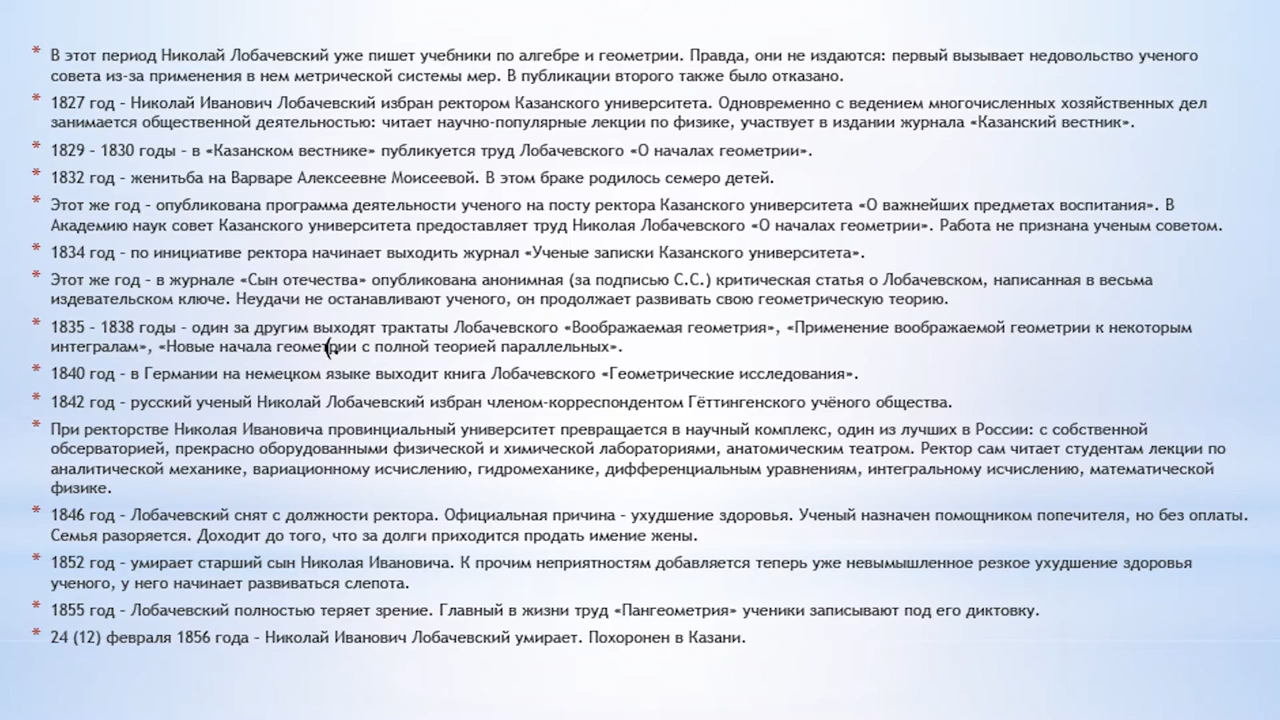 * В этот период Николай Лобачевский уже пишет учебники по алгебре и геометрии. Правда, они не издаются: первый вызывает недовольство ученого
совета из-за применения в нем метрической системы мер. В публикации второго также было отказано.
* 1827 год – Николай Иванович Лобачевский избран ректором Казанского университета. Одновременно с ведением многочисленных хозяйственных дел
занимается общественной деятельностью: читает научно-популярные лекции по физике, участвует в издании журнала «Казанский вестник».
* 1829 – 1830 годы – в «Казанском вестнике» публикуется труд Лобачевского «О началах геометрии».
* 1832 год – женитьба на Варваре Алексеевне Моисеевой. В этом браке родилось семеро детей.
* Этот же год – опубликована программа деятельности ученого на посту ректора Казанского университета «О важнейших предметах воспитания». В
Академию наук совет Казанского университета предоставляет труд Николая Лобачевского «О началах геометрии». Работа не признана ученым советом.
* 1834 год – по инициативе ректора начинает выходить журнал «Ученые записки Казанского университета».
* Этот же год – в журнале «Сын отечества» опубликована анонимная (за подписью С.С.) критическая статья о Лобачевском, написанная в весьма
издевательском ключе. Неудачи не останавливают ученого, он продолжает развивать свою геометрическую теорию.
* 1835 – 1838 годы – один за другим выходят трактаты Лобачевского «Воображаемая геометрия», «Применение воображаемой геометрии к некоторым
интегралам», «Новые начала геометрии с полной теорией параллельных».
* 1840 год – в Германии на немецком языке выходит книга Лобачевского «Геометрические исследования».
* 1842 год – русский ученый Николай Лобачевский избран членом-корреспондентом Гёттингенского учёного общества.
* При ректорстве Николая Ивановича провинциальный университет превращается в научный комплекс, один из лучших в России: с собственной
обсерваторией, прекрасно оборудованными физической и химической лабораториями, анатомическим театром. Ректор сам читает студентам лекции по
аналитической механике, вариационному исчислению, гидромеханике, дифференциальным уравнениям, интегральному исчислению, математической
физике.
* 1846 год – Лобачевский снят с должности ректора. Официальная причина – ухудшение здоровья. Ученый назначен помощником попечителя, но без оплаты.
Семья разоряется. Доходит до того, что за долги приходится продать имение жены.
* 1852 год – умирает старший сын Николая Ивановича. К прочим неприятностям добавляется теперь уже невымышленное резкое ухудшение здоровья
ученого, у него начинает развиваться слепота.
* 1855 год – Лобачевский полностью теряет зрение. Главный в жизни труд «Пангеометрия» ученики записывают под его диктовку.
* 24 (12) февраля 1856 года – Николай Иванович Лобачевский умирает. Похоронен в Казани.